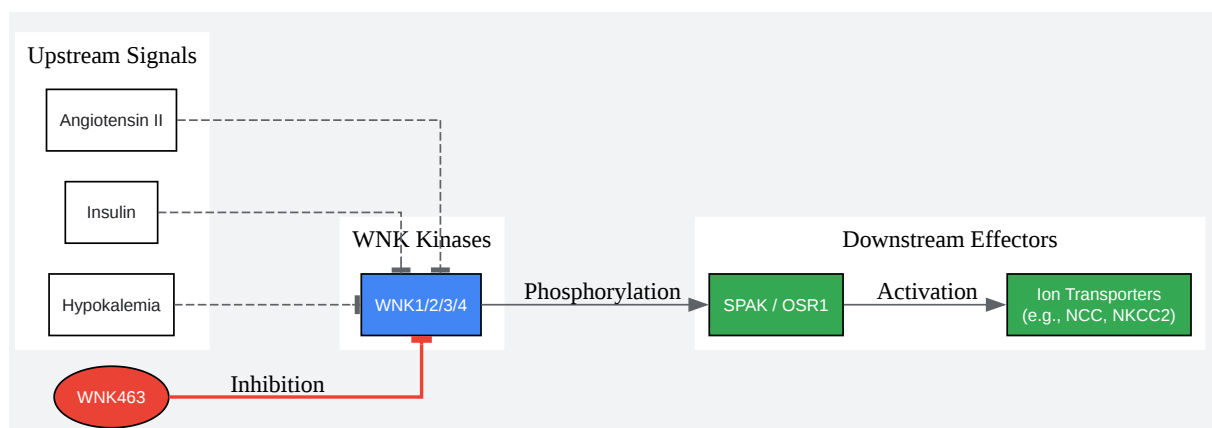 Upstream Signals
Angiotensin II
Insulin
Hypokalemia
WNK463
Inhibition
WNK Kinases
WNK1/2/3/4
Phosphorylation
Downstream Effectors
SPAK / OSR1
Activation
Ion Transporters
(e.g., NCC, NKCC2)